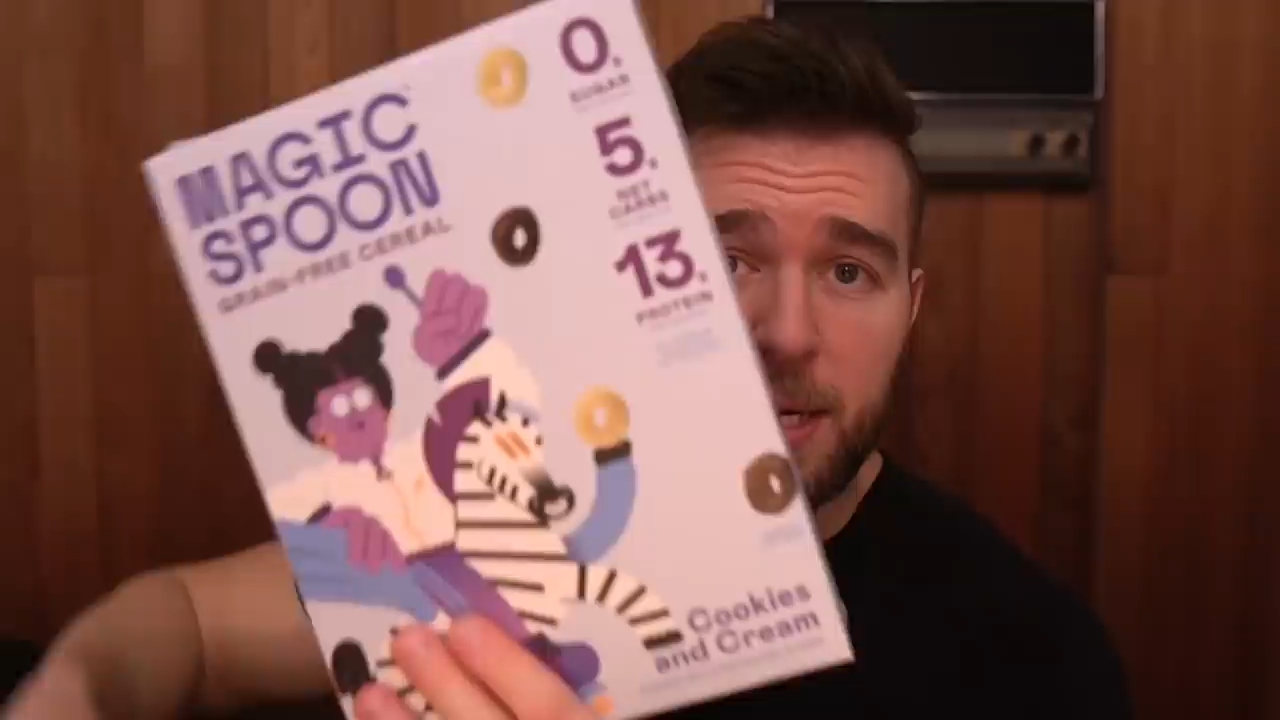 MAGIC
SPOON
GRAIN-FREE CEREAL
0g
SUGAR
5g
NET
CARBS
13g
PROTEIN
Cookies
and Cream